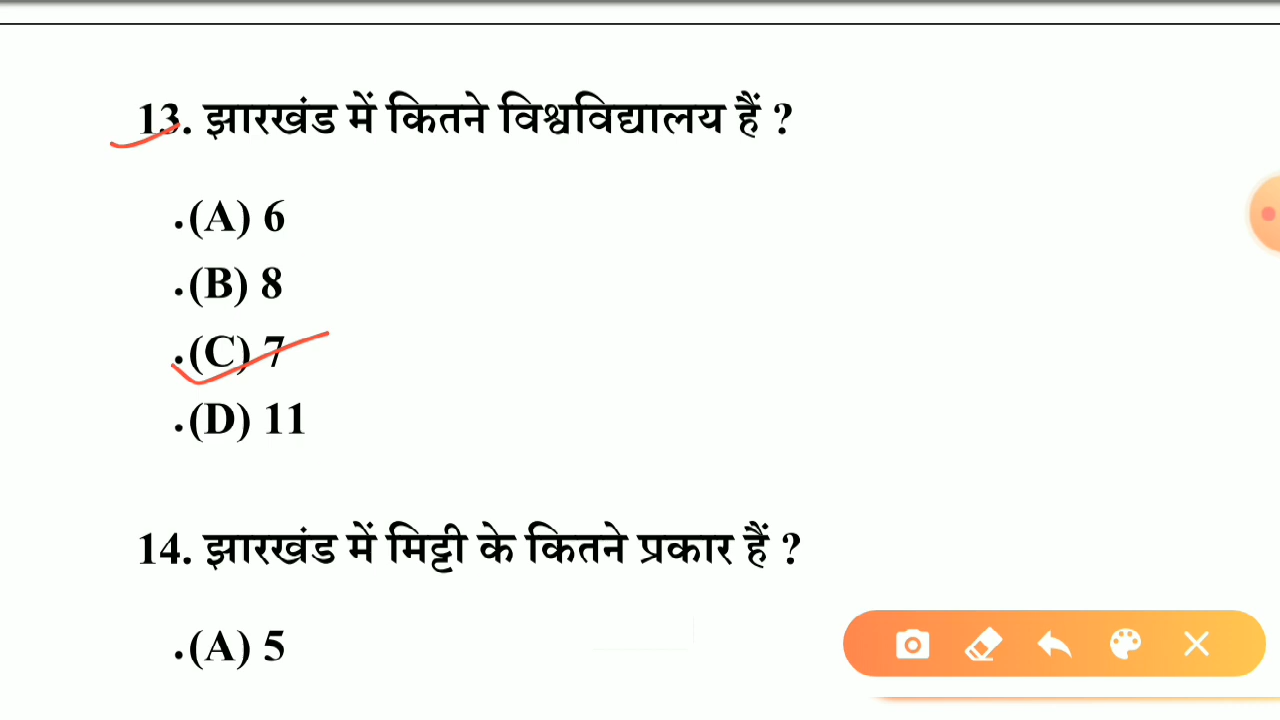 13. झारखंड में कितने विश्वविद्यालय हैं ?
.(A) 6
.(B) 8
.(C) 7
.(D) 11
14. झारखंड में मिट्टी के कितने प्रकार हैं ?
.(A) 5